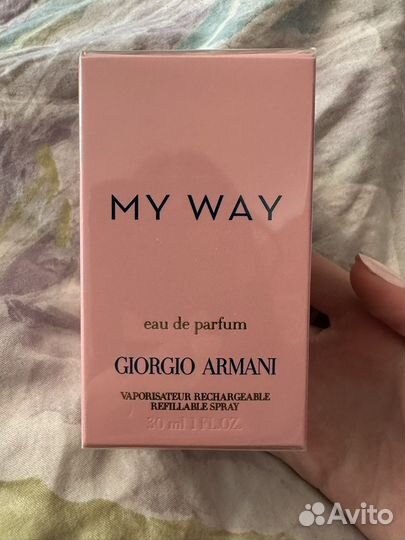 MY WAY
eau de parfum
GIORGIO ARMANI
VAPORISATEUR RECHARGEABLE
REFILLABLE SPRAY
30 ml 1 FL.OZ.
Avito